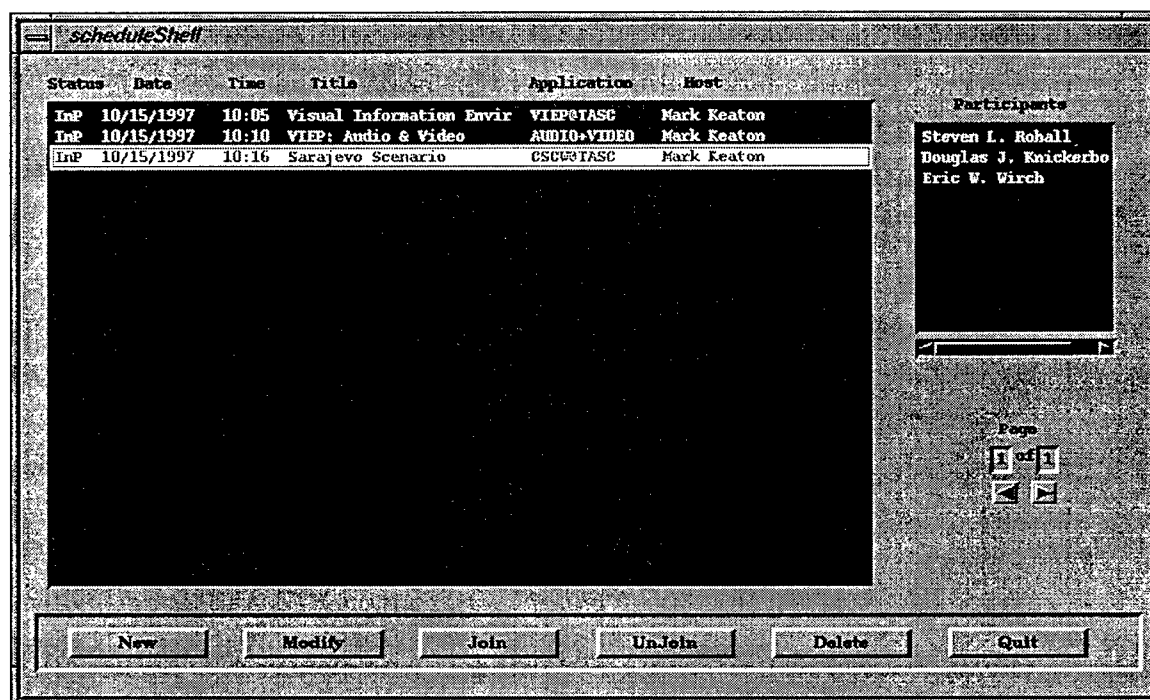 scheduleShell
Status Date Time Title Application Host
InP 10/15/1997 10:05 Visual Information Envir VIEP@TASC Mark Keaton
InP 10/15/1997 10:10 VIEP: Audio & Video AUDIO+VIDEO Mark Keaton
InP 10/15/1997 10:16 Sarajevo Scenario CSCW@TASC Mark Keaton
Participants
Steven L. Rohall
Douglas J. Knickerbo
Eric W. Wirch
Page
1 of 1
New Modify Join UnJoin Delete Quit